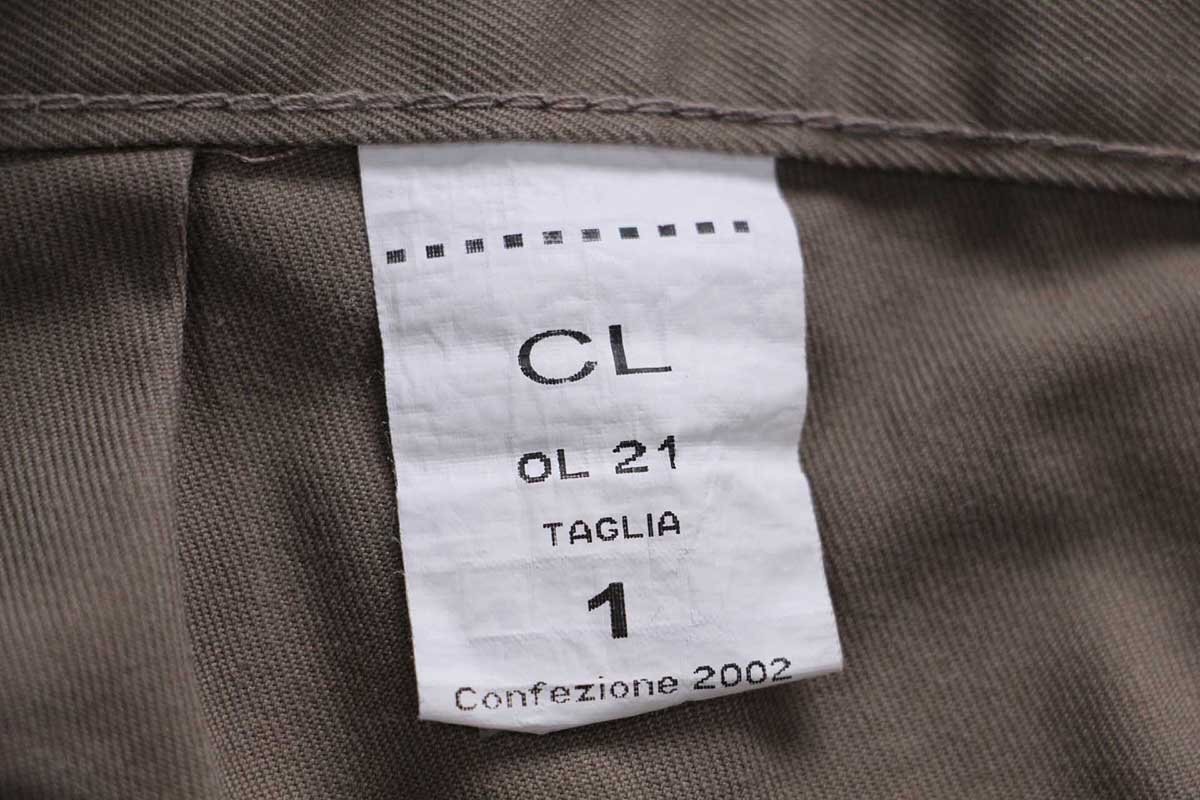 CL
OL 21
TAGLIA
1
Confezione 2002